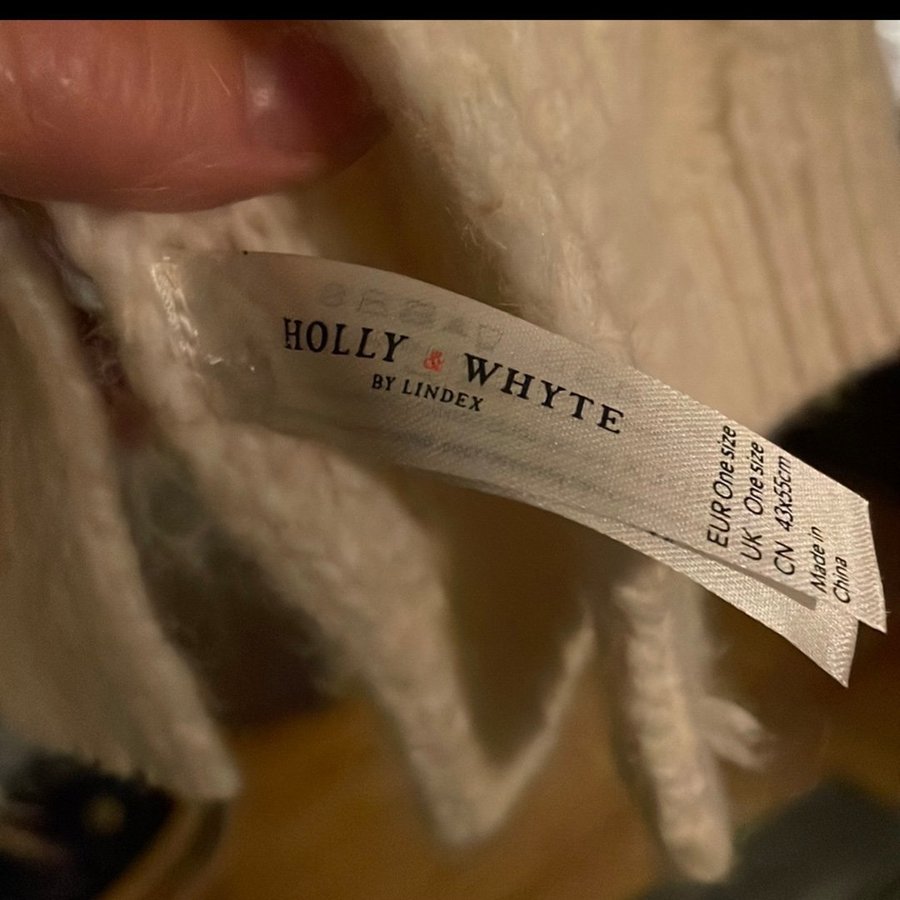 HOLLY & WHYTE
BY LINDEX
EUR One size
UK One size
CN 43x55cm
Made in
China